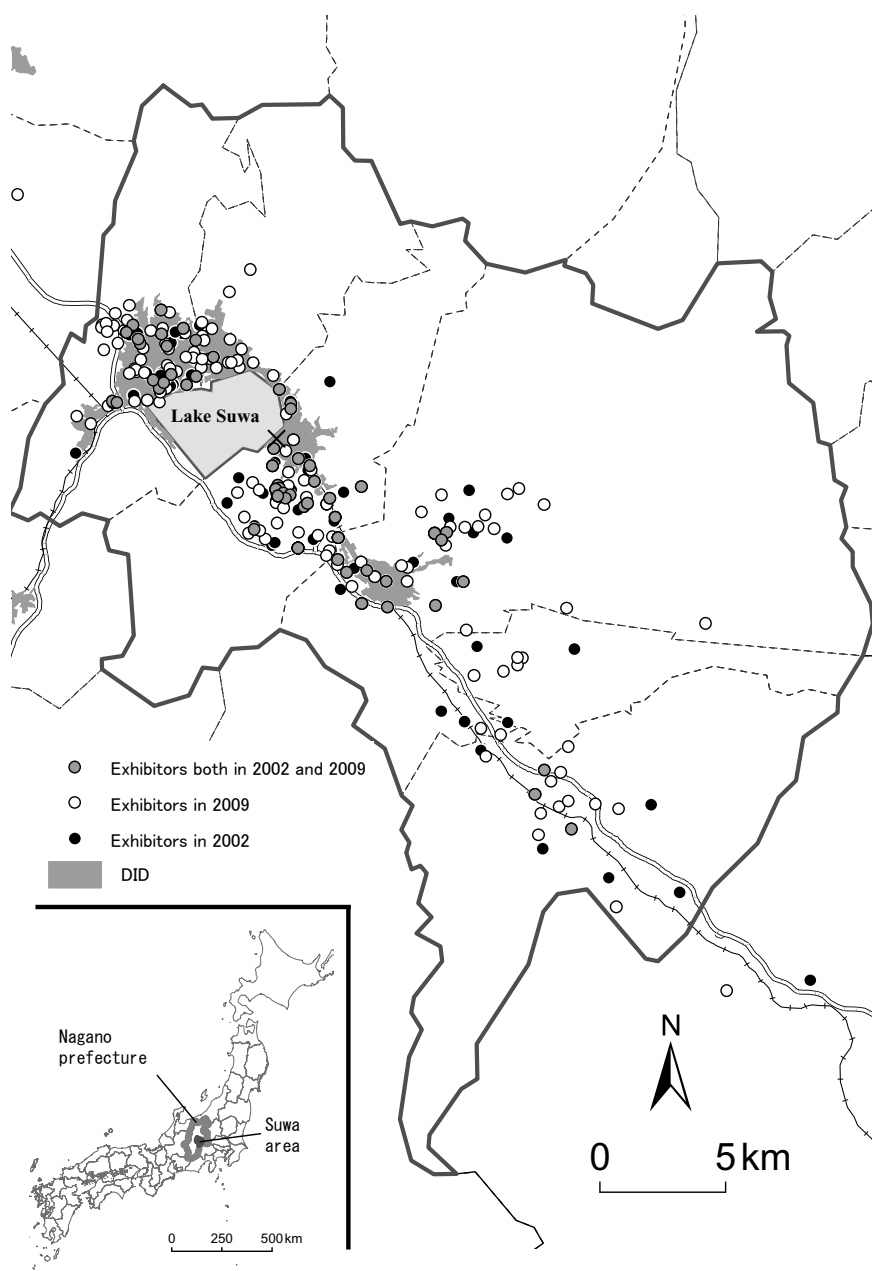 Lake Suwa
Exhibitors both in 2002 and 2009
Exhibitors in 2009
Exhibitors in 2002
DID
Nagano
prefecture
Suwa
area
0 250 500km
N
0 5km